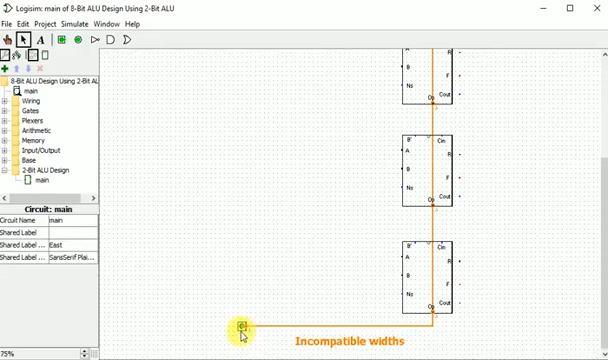 Logisim: main of 8-Bit ALU Design Using 2-Bit ALU
File Edit Project Simulate Window Help
A
8-Bit ALU Design Using 2-Bit AL
main
Wiring
Gates
Plexers
Arithmetic
Memory
Input/Output
Base
2-Bit ALU Design
main
Circuit: main
Circuit Name main
Shared Label
Shared Label ... East
Shared Label ... SansSerif Plai...
75%
B
Ns
F
Op
Cout
B'
Cin
A
R
B
F
Ns
Op
Cout
B'
Cin
A
R
B
F
Ns
Op
Cout
Incompatible widths